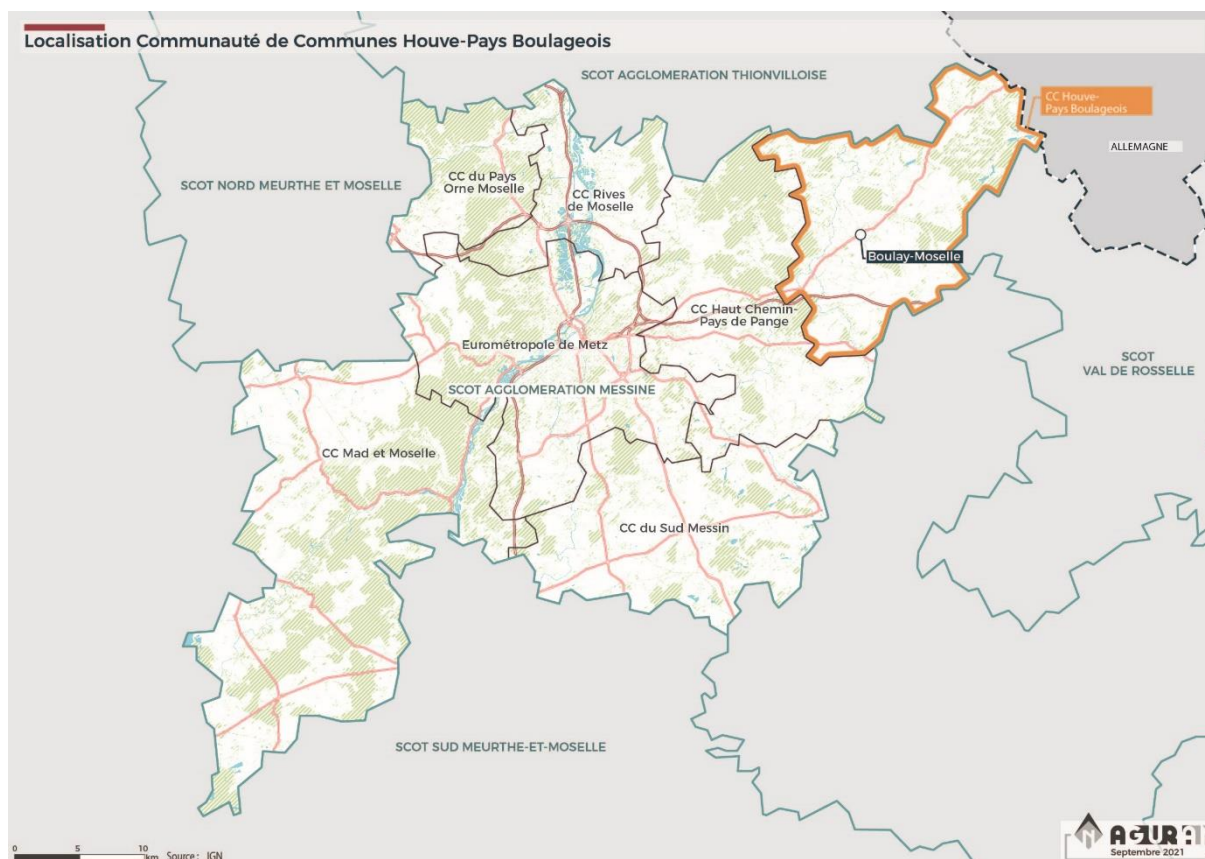 Localisation Communauté de Communes Houve-Pays Boulageois
SCOT AGGLOMERATION THIONVILLOISE
CC Houve-
Pays Boulageois
ALLEMAGNE
SCOT NORD MEURTHE ET MOSELLE
CC du Pays
Orne Moselle
CC Rives
de Moselle
Boulay-Moselle
CC Haut Chemin-
Pays de Pange
Eurométropole de Metz
SCOT
VAL DE ROSSELLE
SCOT AGGLOMERATION MESSINE
CC Mad et Moselle
CC du Sud Messin
SCOT SUD MEURTHE-ET-MOSELLE
N
AGURA
Septembre 2021
0 5 10
km Source : IGN